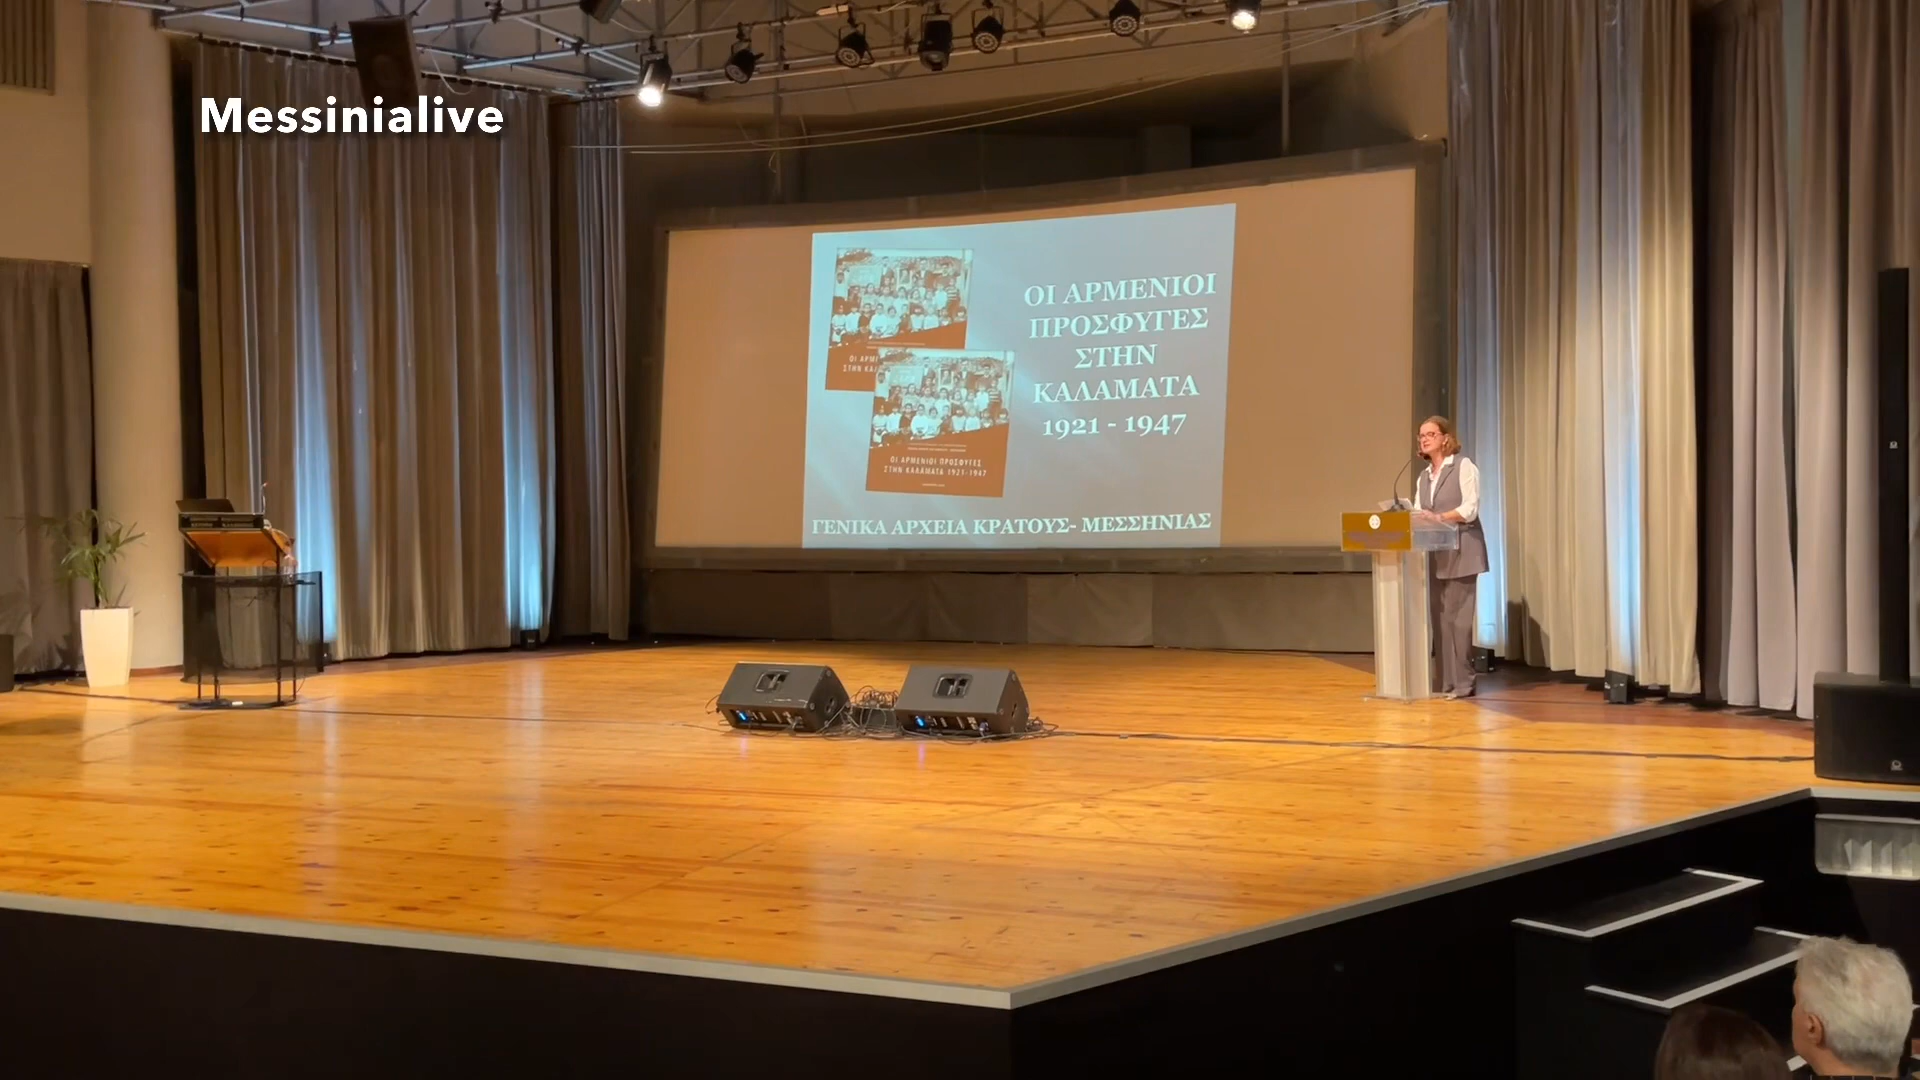 Messinialive
ΟΙ ΑΡΜΕΝΙΟΙ
ΠΡΟΣΦΥΓΕΣ
ΣΤΗΝ
ΚΑΛΑΜΑΤΑ
1921 - 1947
ΟΙ ΑΡΜΕΝΙΟΙ ΠΡΟΣΦΥΓΕΣ
ΣΤΗΝ ΚΑΛΑΜΑΤΑ 1921-1947
ΓΕΝΙΚΑ ΑΡΧΕΙΑ ΚΡΑΤΟΥΣ- ΜΕΣΣΗΝΙΑΣ